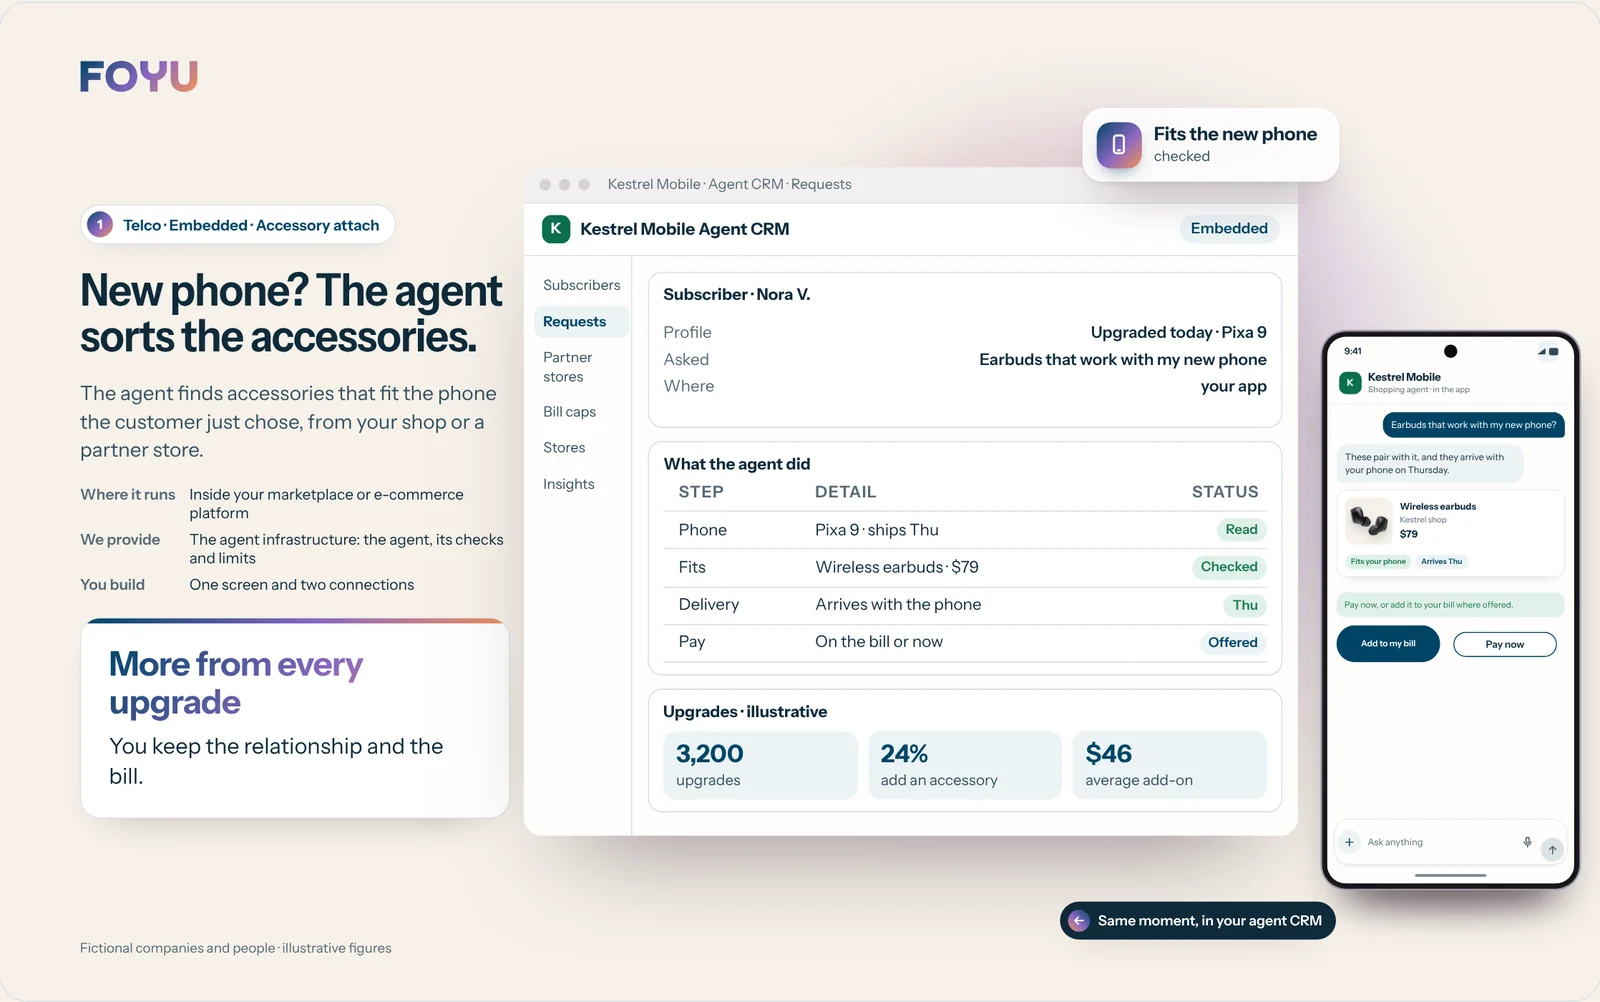 FOYU
1 Telco · Embedded · Accessory attach
New phone? The agent
sorts the accessories.
The agent finds accessories that fit the phone
the customer just chose, from your shop or a
partner store.
Where it runs Inside your marketplace or e-commerce
platform
We provide The agent infrastructure: the agent, its checks
and limits
You build One screen and two connections
More from every
upgrade
You keep the relationship and the
bill.
Fictional companies and people · illustrative figures
Fits the new phone
checked
Kestrel Mobile · Agent CRM · Requests
K Kestrel Mobile Agent CRM Embedded
Subscribers
Requests
Partner
stores
Bill caps
Stores
Insights
Subscriber · Nora V.
Profile Upgraded today · Pixa 9
Asked Earbuds that work with my new phone
Where your app
What the agent did
STEP DETAIL STATUS
Phone Pixa 9 · ships Thu Read
Fits Wireless earbuds · $79 Checked
Delivery Arrives with the phone Thu
Pay On the bill or now Offered
Upgrades · illustrative
3,200 24% $46
upgrades add an accessory average add-on
9:41
K Kestrel Mobile
Shopping agent · in the app
Earbuds that work with my new phone?
These pair with it, and they arrive with
your phone on Thursday.
Wireless earbuds
Kestrel shop
$79
Fits your phone Arrives Thu
Pay now, or add it to your bill where offered.
Add to my bill Pay now
+ Ask anything
Same moment, in your agent CRM